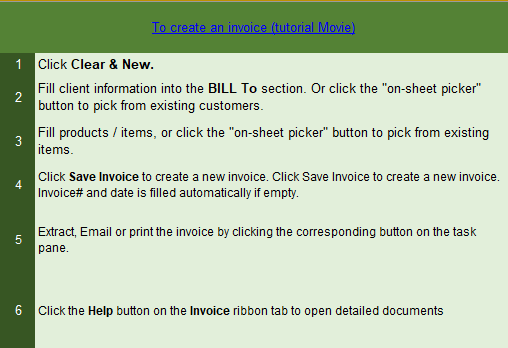 To create an invoice (tutorial Movie)
1 Click Clear & New.
2 Fill client information into the BILL To section. Or click the "on-sheet picker"
button to pick from existing customers.
3 Fill products / items, or click the "on-sheet picker" button to pick from existing
items.
4 Click Save Invoice to create a new invoice. Click Save Invoice to create a new invoice.
Invoice# and date is filled automatically if empty.
5 Extract, Email or print the invoice by clicking the corresponding button on the task
pane.
6 Click the Help button on the Invoice ribbon tab to open detailed documents